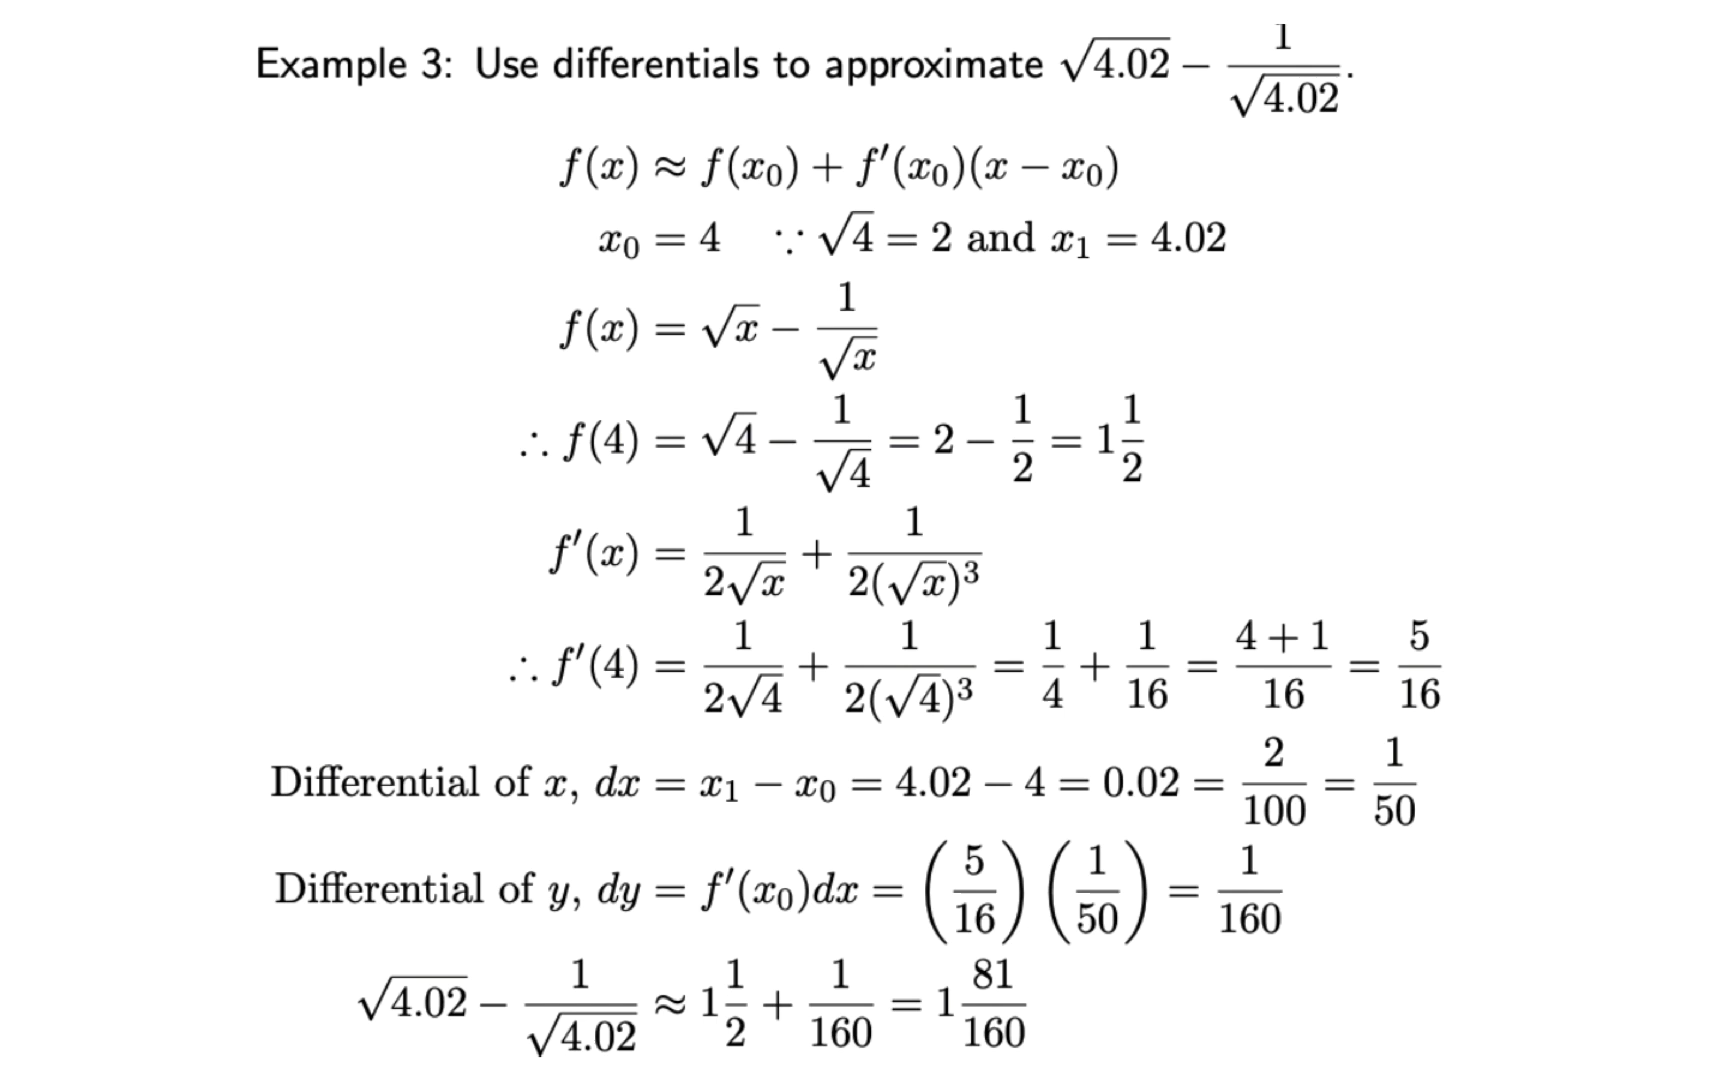 Example 3: Use differentials to approximate √4.02 − 1/√4.02.
f(x) ≈ f(x₀) + f′(x₀)(x − x₀)
x₀ = 4 ∵ √4 = 2 and x₁ = 4.02
f(x) = √x − 1/√x
∴ f(4) = √4 − 1/√4 = 2 − 1/2 = 1 1/2
f′(x) = 1/(2√x) + 1/(2(√x)³)
∴ f′(4) = 1/(2√4) + 1/(2(√4)³) = 1/4 + 1/16 = (4 + 1)/16 = 5/16
Differential of x, dx = x₁ − x₀ = 4.02 − 4 = 0.02 = 2/100 = 1/50
Differential of y, dy = f′(x₀)dx = (5/16)(1/50) = 1/160
√4.02 − 1/√4.02 ≈ 1 1/2 + 1/160 = 1 81/160